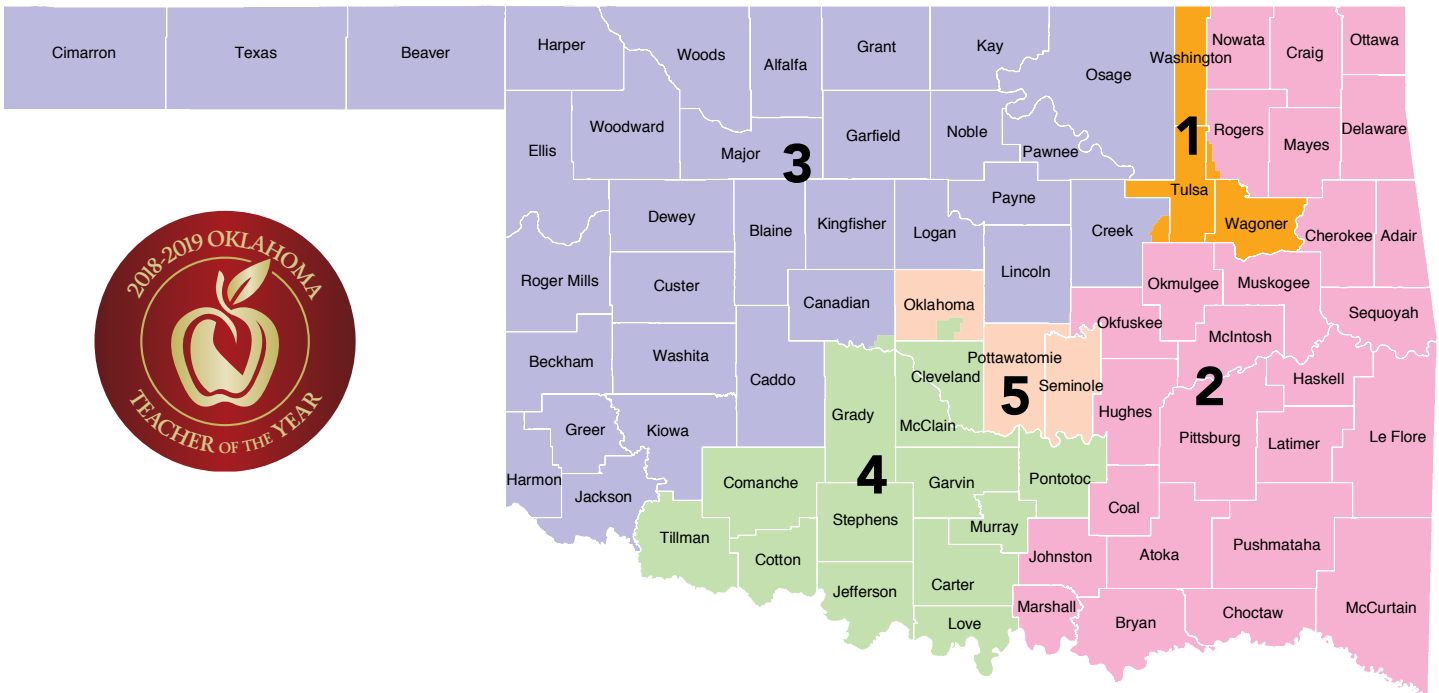 Cimarron
Texas
Beaver
Harper
Woods
Alfalfa
Grant
Kay
Osage
Washington
Nowata
Craig
Ottawa
Ellis
Woodward
Major
3
Garfield
Noble
Pawnee
1
Rogers
Mayes
Delaware
Dewey
Blaine
Kingfisher
Logan
Payne
Creek
Tulsa
Wagoner
Cherokee
Adair
Roger Mills
Custer
Canadian
Oklahoma
Lincoln
Okmulgee
Muskogee
Sequoyah
Beckham
Washita
Caddo
Grady
Cleveland
McClain
Pottawatomie
5
Seminole
Okfuskee
McIntosh
Hughes
2
Haskell
Pittsburg
Latimer
Le Flore
Greer
Kiowa
Harmon
Jackson
Comanche
4
Garvin
Pontotoc
Coal
Tillman
Cotton
Stephens
Murray
Johnston
Atoka
Pushmataha
Jefferson
Carter
Love
Marshall
Bryan
Choctaw
McCurtain
2018-2019 OKLAHOMA
TEACHER OF THE YEAR